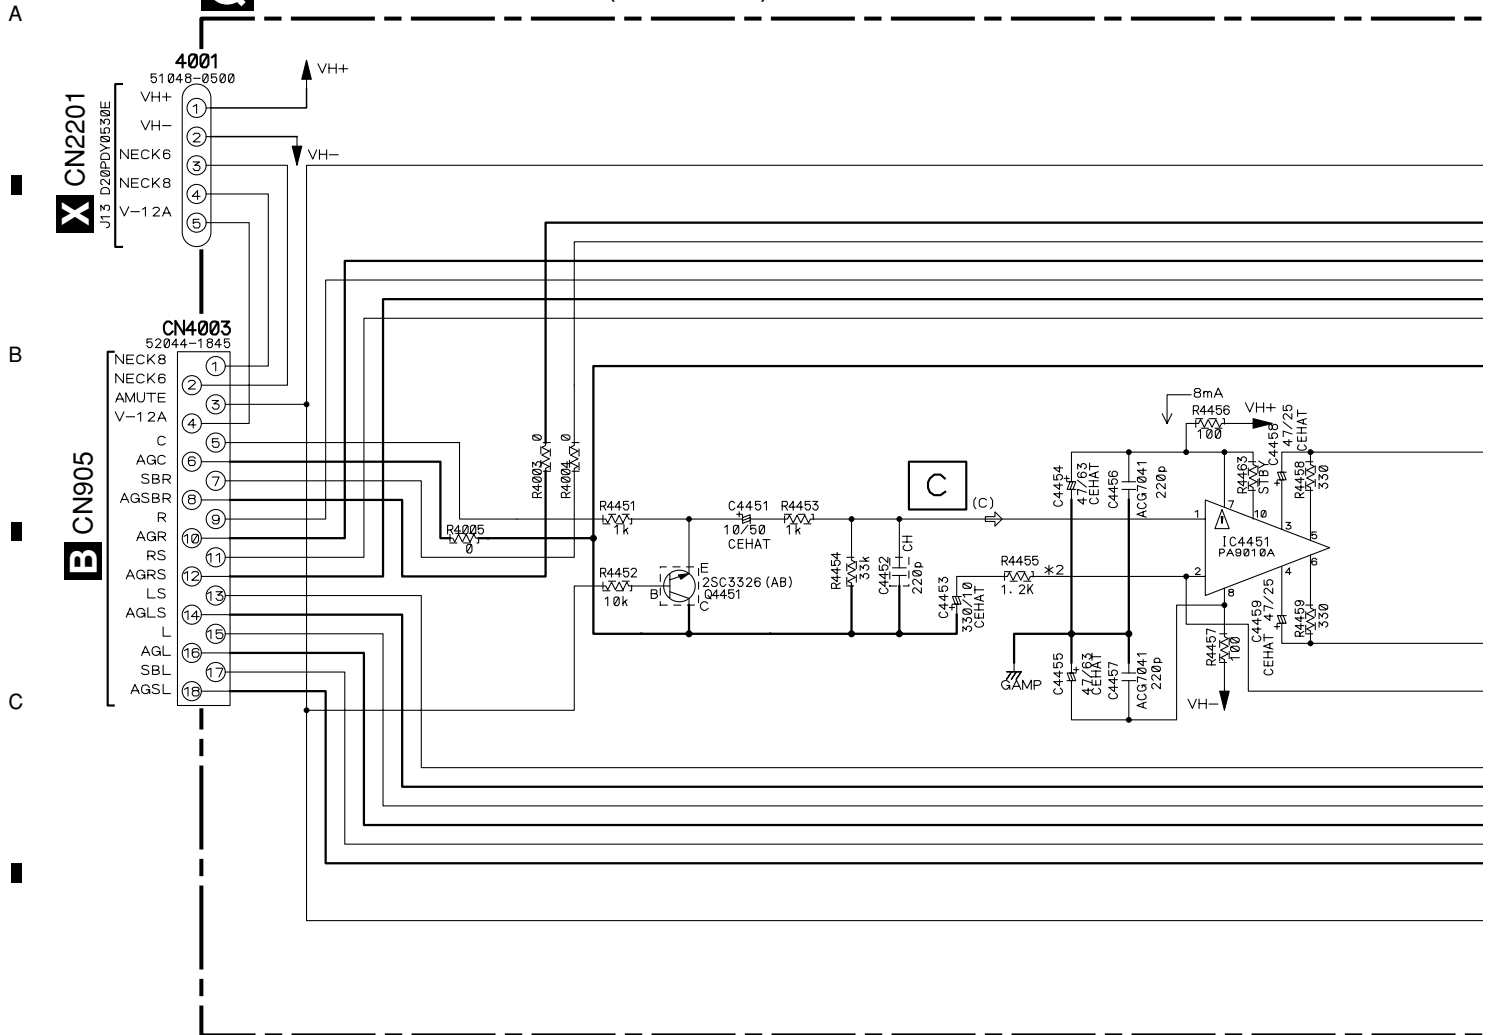 A
4001
51048-0500
VH+
VH+
1
VH-
2
VH-
NECK6
3
NECK8
4
V-12A
5
X CN2201
J13 D20PDY0530E
CN4003
52044-1845
B
NECK8
1
NECK6
2
AMUTE
3
V-12A
4
C
5
AGC
6
SBR
7
AGSBR
8
R
9
AGR
10
RS
11
AGRS
12
LS
13
AGLS
14
L
15
AGL
16
SBL
17
AGSL
18
B CN905
C
R4005
0
R4003 0
R4004 0
R4451
1k
R4452
10k
E
B
C
2SC3326(AB)
Q4451
C4451
10/50
CEHAT
R4453
1k
R4454
33k
C4452
CH
220p
C
(C)
C4453
330/10
CEHAT
R4455
1.2K
*2
GAMP
C4454
47/63
CEHAT
C4456
ACG7041
220p
C4455
47/63
CEHAT
C4457
ACG7041
220p
8mA
R4456
100
VH+
R4463
STBY
C4458
47/25
CEHAT
R4458
330
1
2
7
10
3
5
6
4
8
IC4451
PA9010A
R4457
100
VH-
C4459
47/25
CEHAT
R4459
330